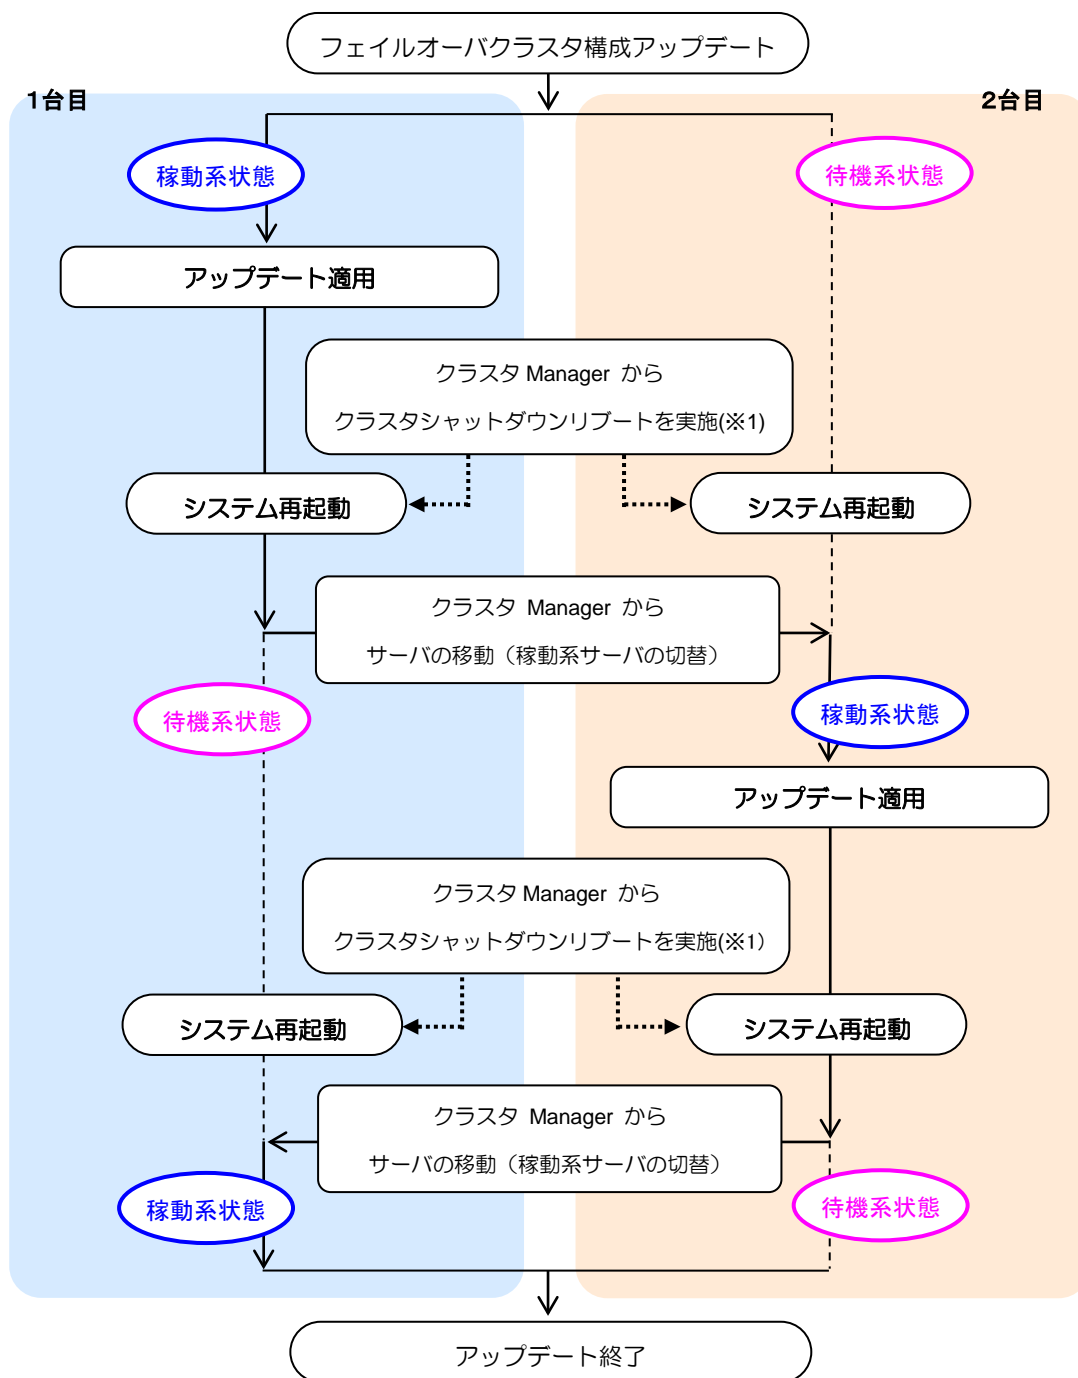 フェイルオーバクラスタ構成アップデート
1台目
2台目
稼動系状態
待機系状態
アップデート適用
クラスタ Manager から
クラスタシャットダウンリブートを実施(※1)
システム再起動
システム再起動
クラスタ Manager から
サーバの移動（稼動系サーバの切替）
待機系状態
稼動系状態
アップデート適用
クラスタ Manager から
クラスタシャットダウンリブートを実施(※1）
システム再起動
システム再起動
クラスタ Manager から
サーバの移動（稼動系サーバの切替）
稼動系状態
待機系状態
アップデート終了